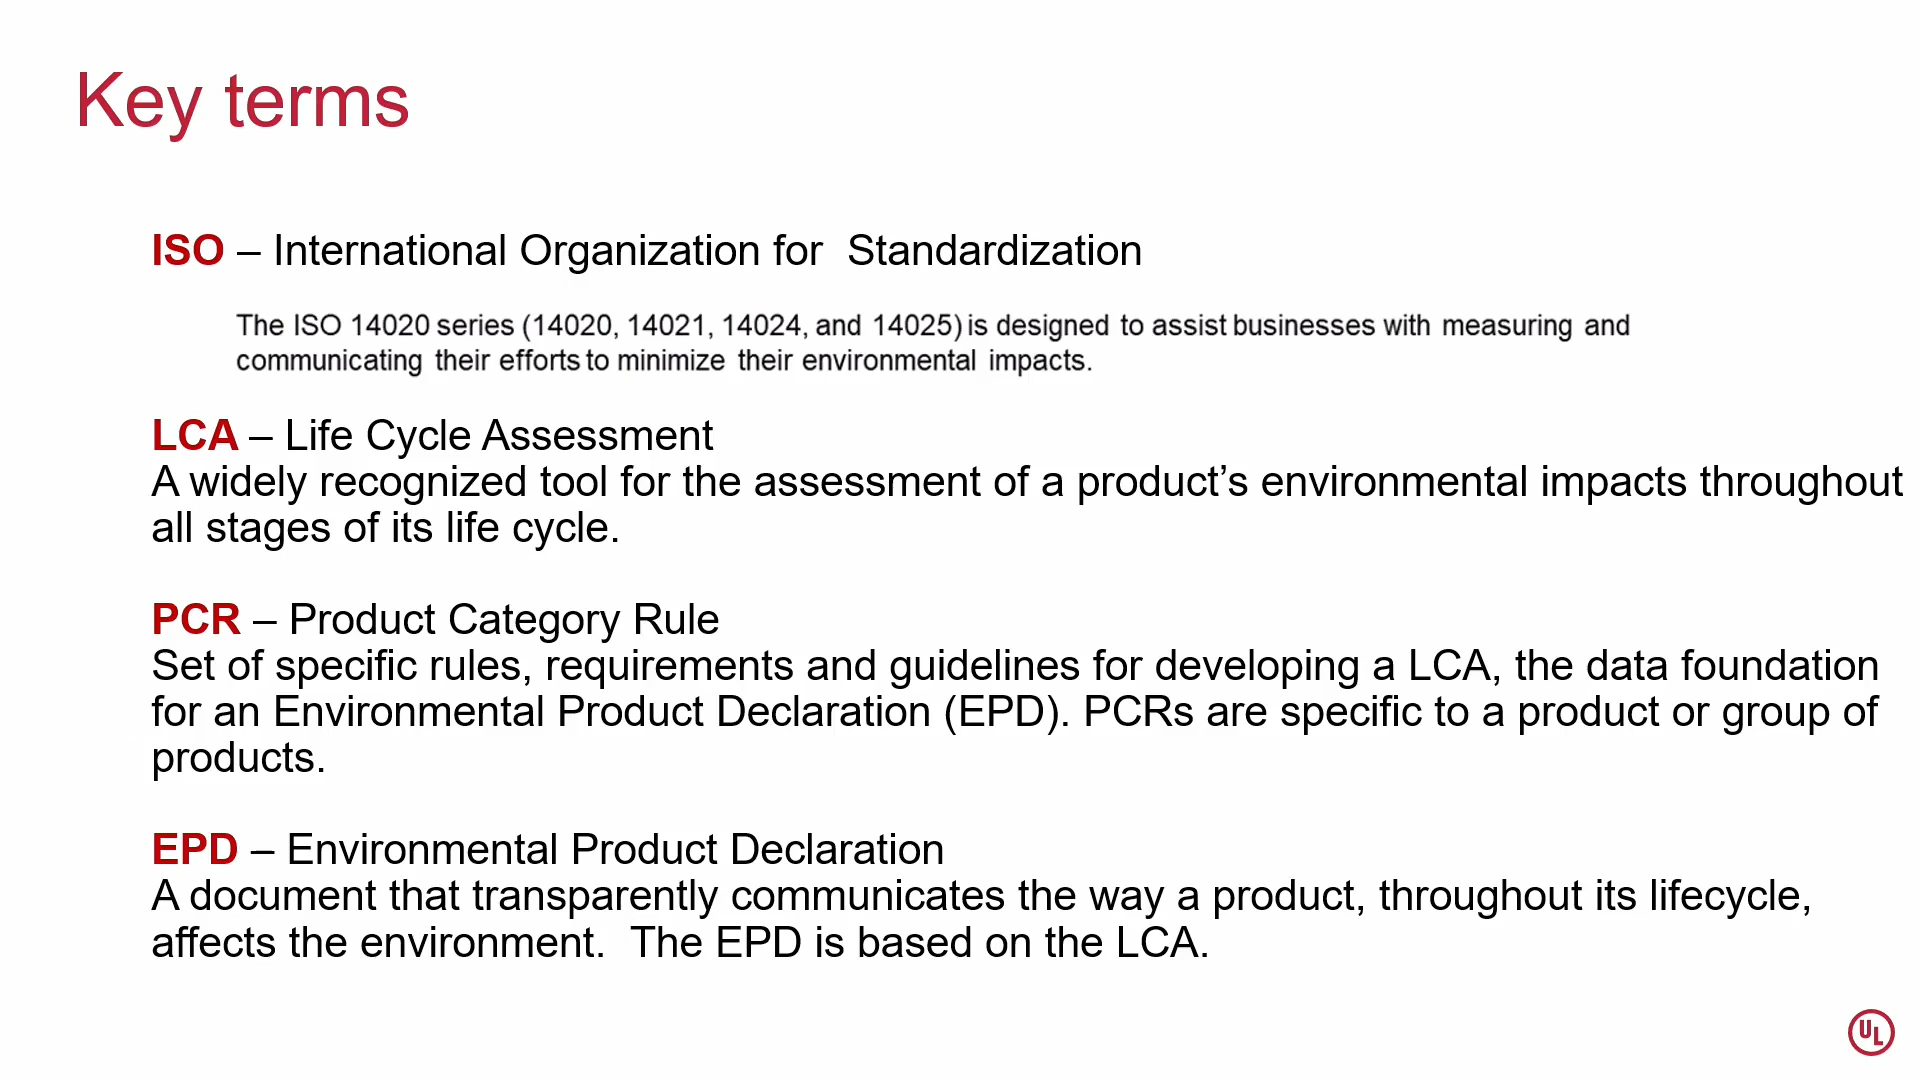 Key terms
ISO – International Organization for  Standardization
The ISO 14020 series (14020, 14021, 14024, and 14025) is designed to assist businesses with measuring and
communicating their efforts to minimize their environmental impacts.
LCA – Life Cycle Assessment
A widely recognized tool for the assessment of a product’s environmental impacts throughout
all stages of its life cycle.
PCR – Product Category Rule
Set of specific rules, requirements and guidelines for developing a LCA, the data foundation
for an Environmental Product Declaration (EPD). PCRs are specific to a product or group of
products.
EPD – Environmental Product Declaration
A document that transparently communicates the way a product, throughout its lifecycle,
affects the environment.  The EPD is based on the LCA.
UL